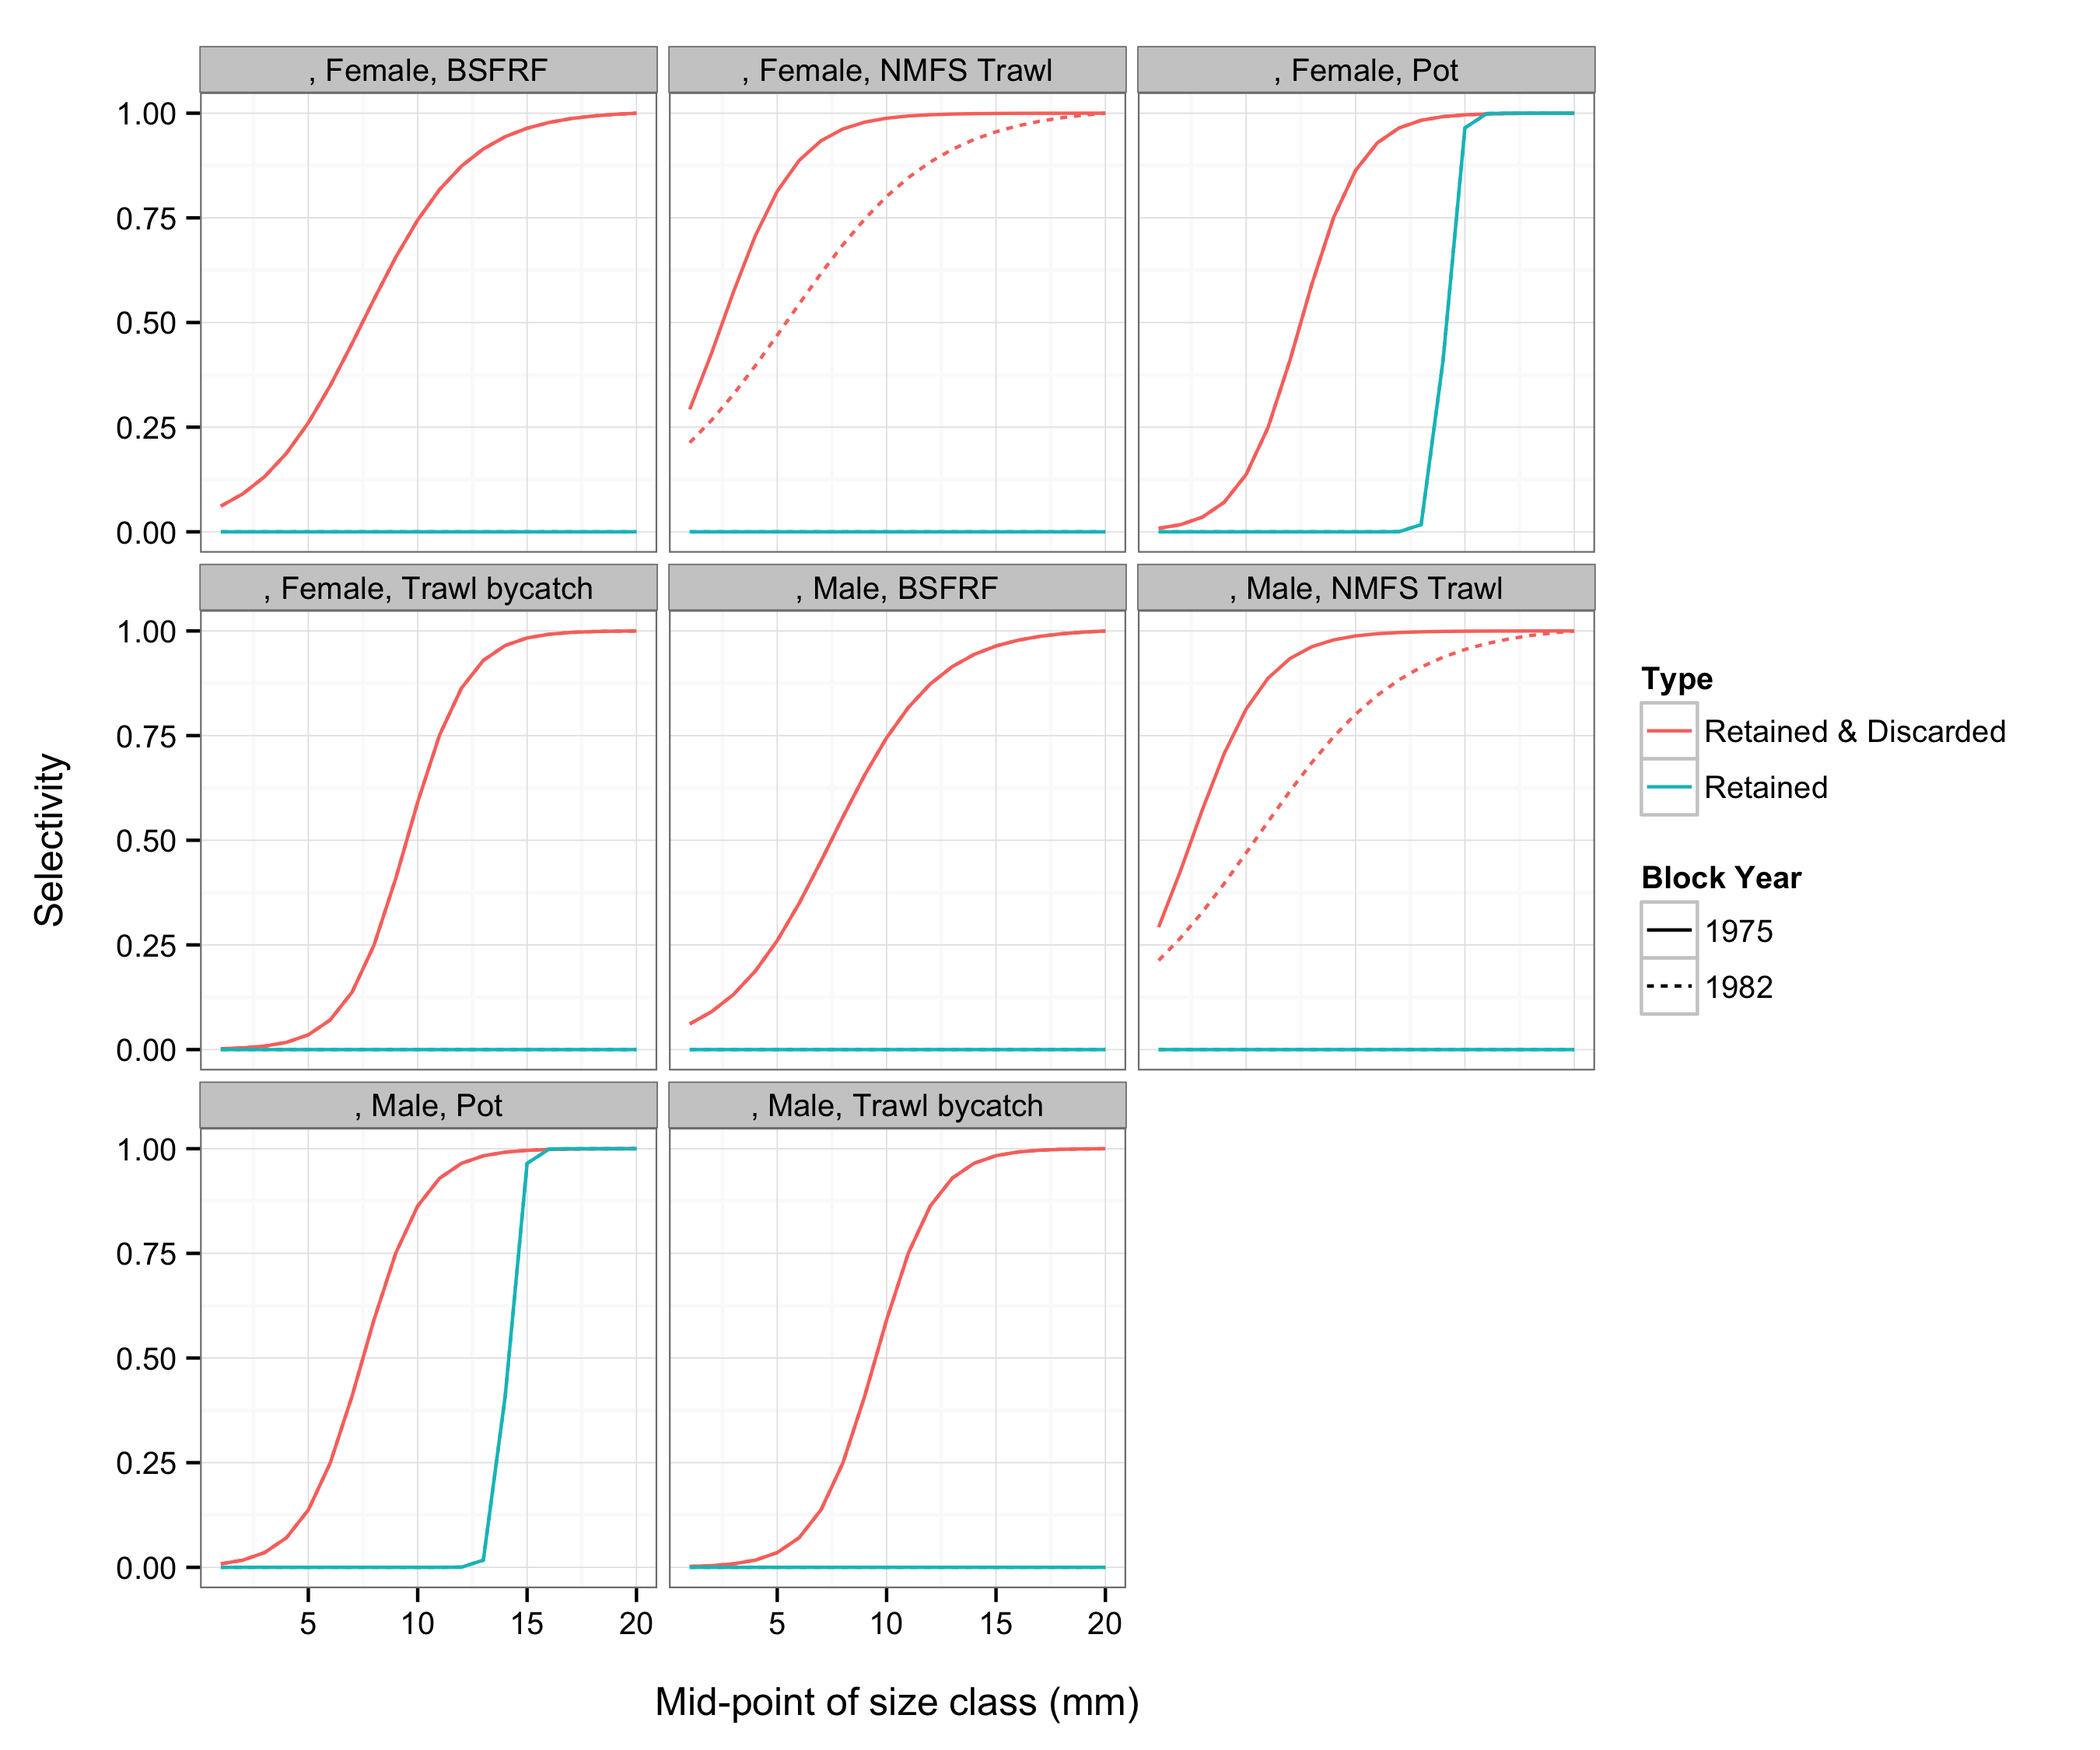 , Female, BSFRF
, Female, NMFS Trawl
, Female, Pot
1.00
0.75
0.50
0.25
0.00
, Female, Trawl bycatch
, Male, BSFRF
, Male, NMFS Trawl
1.00
0.75
0.50
0.25
0.00
, Male, Pot
, Male, Trawl bycatch
1.00
0.75
0.50
0.25
0.00
5 10 15 20
5 10 15 20
Mid-point of size class (mm)
Selectivity
Type
Retained & Discarded
Retained
Block Year
1975
1982